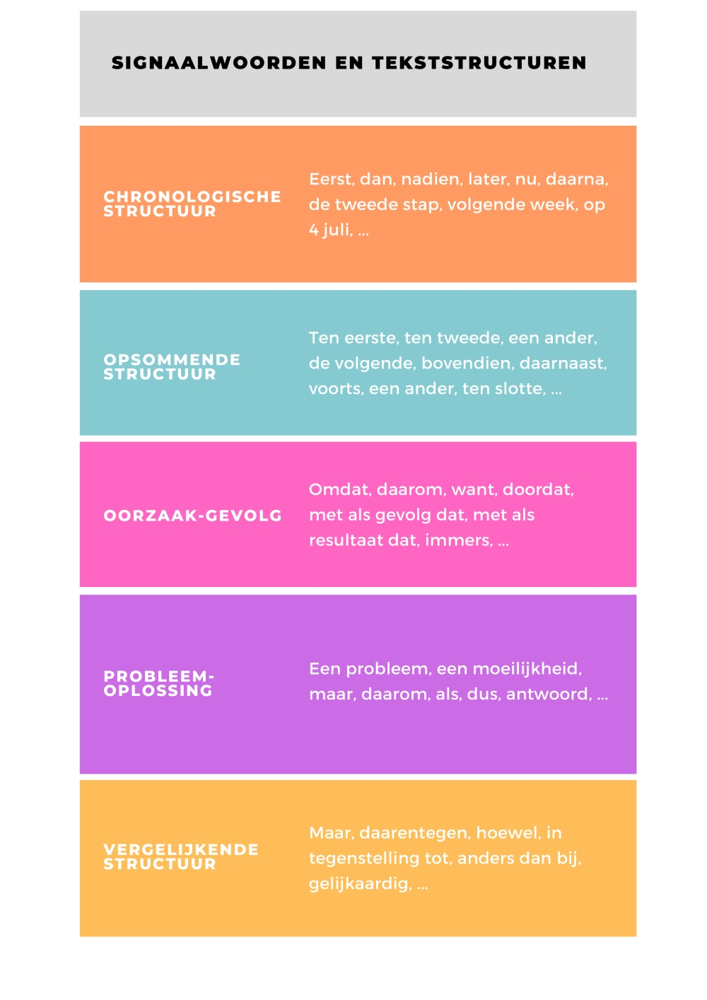 SIGNAALWOORDEN EN TEKSTSTRUCTUREN
CHRONOLOGISCHE
STRUCTUUR
Eerst, dan, nadien, later, nu, daarna,
de tweede stap, volgende week, op
4 juli, ...
OPSOMMENDE
STRUCTUUR
Ten eerste, ten tweede, een ander,
de volgende, bovendien, daarnaast,
voorts, een ander, ten slotte, ...
OORZAAK-GEVOLG
Omdat, daarom, want, doordat,
met als gevolg dat, met als
resultaat dat, immers, ...
PROBLEEM-
OPLOSSING
Een probleem, een moeilijkheid,
maar, daarom, als, dus, antwoord, ...
VERGELIJKENDE
STRUCTUUR
Maar, daarentegen, hoewel, in
tegenstelling tot, anders dan bij,
gelijkaardig, ...